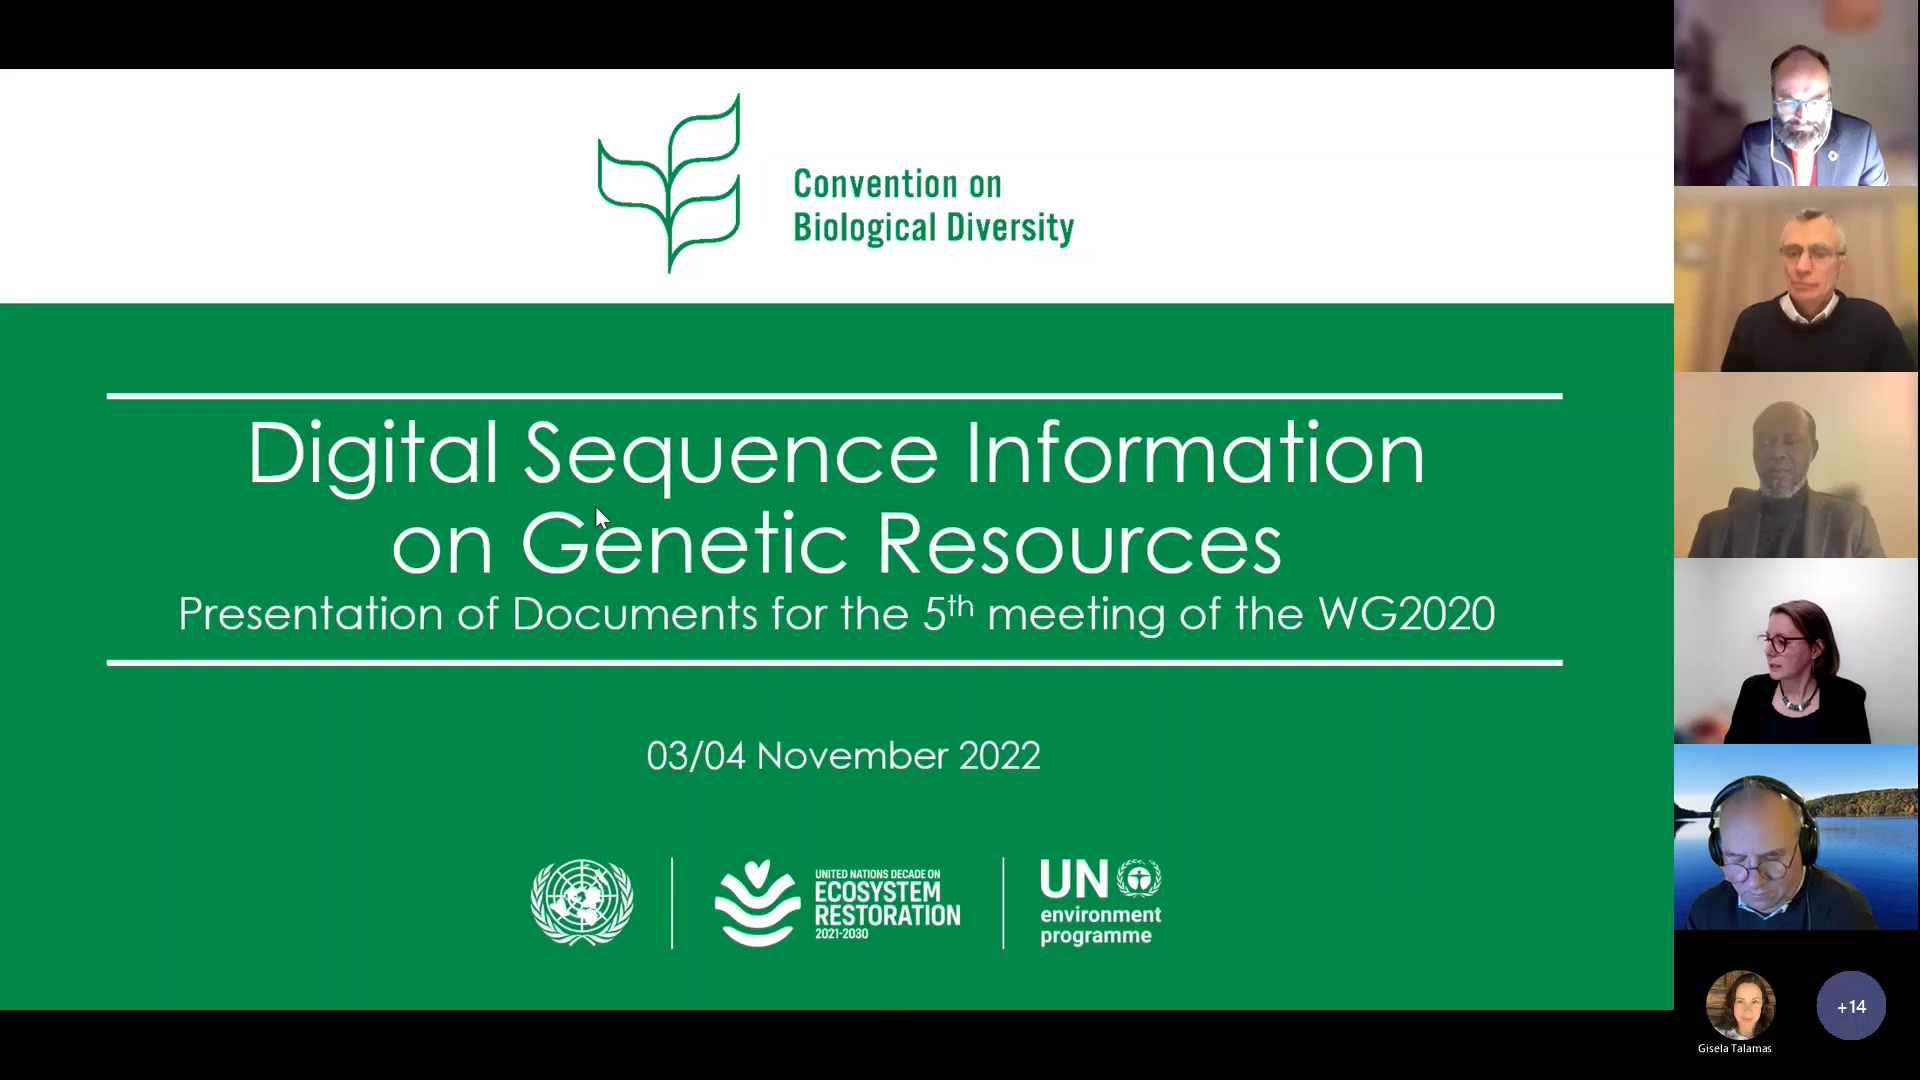 Convention on
Biological Diversity
Digital Sequence Information
on Genetic Resources
Presentation of Documents for the 5th meeting of the WG2020
03/04 November 2022
UNITED NATIONS DECADE ON
ECOSYSTEM
RESTORATION
2021-2030
UN
environment
programme
+14
Gisela Talamas